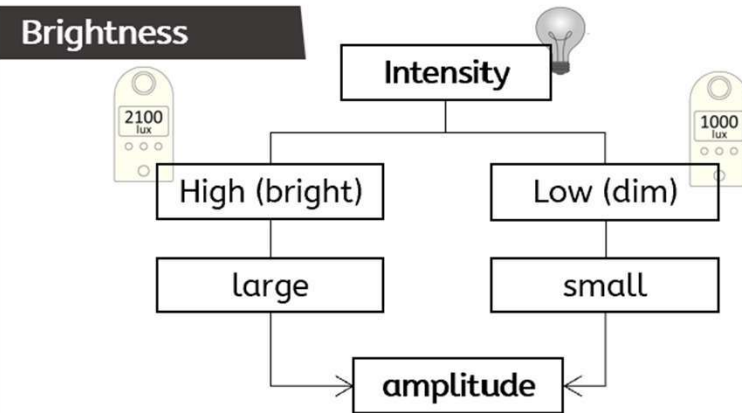 Brightness
Intensity
2100
lux
1000
lux
High (bright)
Low (dim)
large
small
amplitude